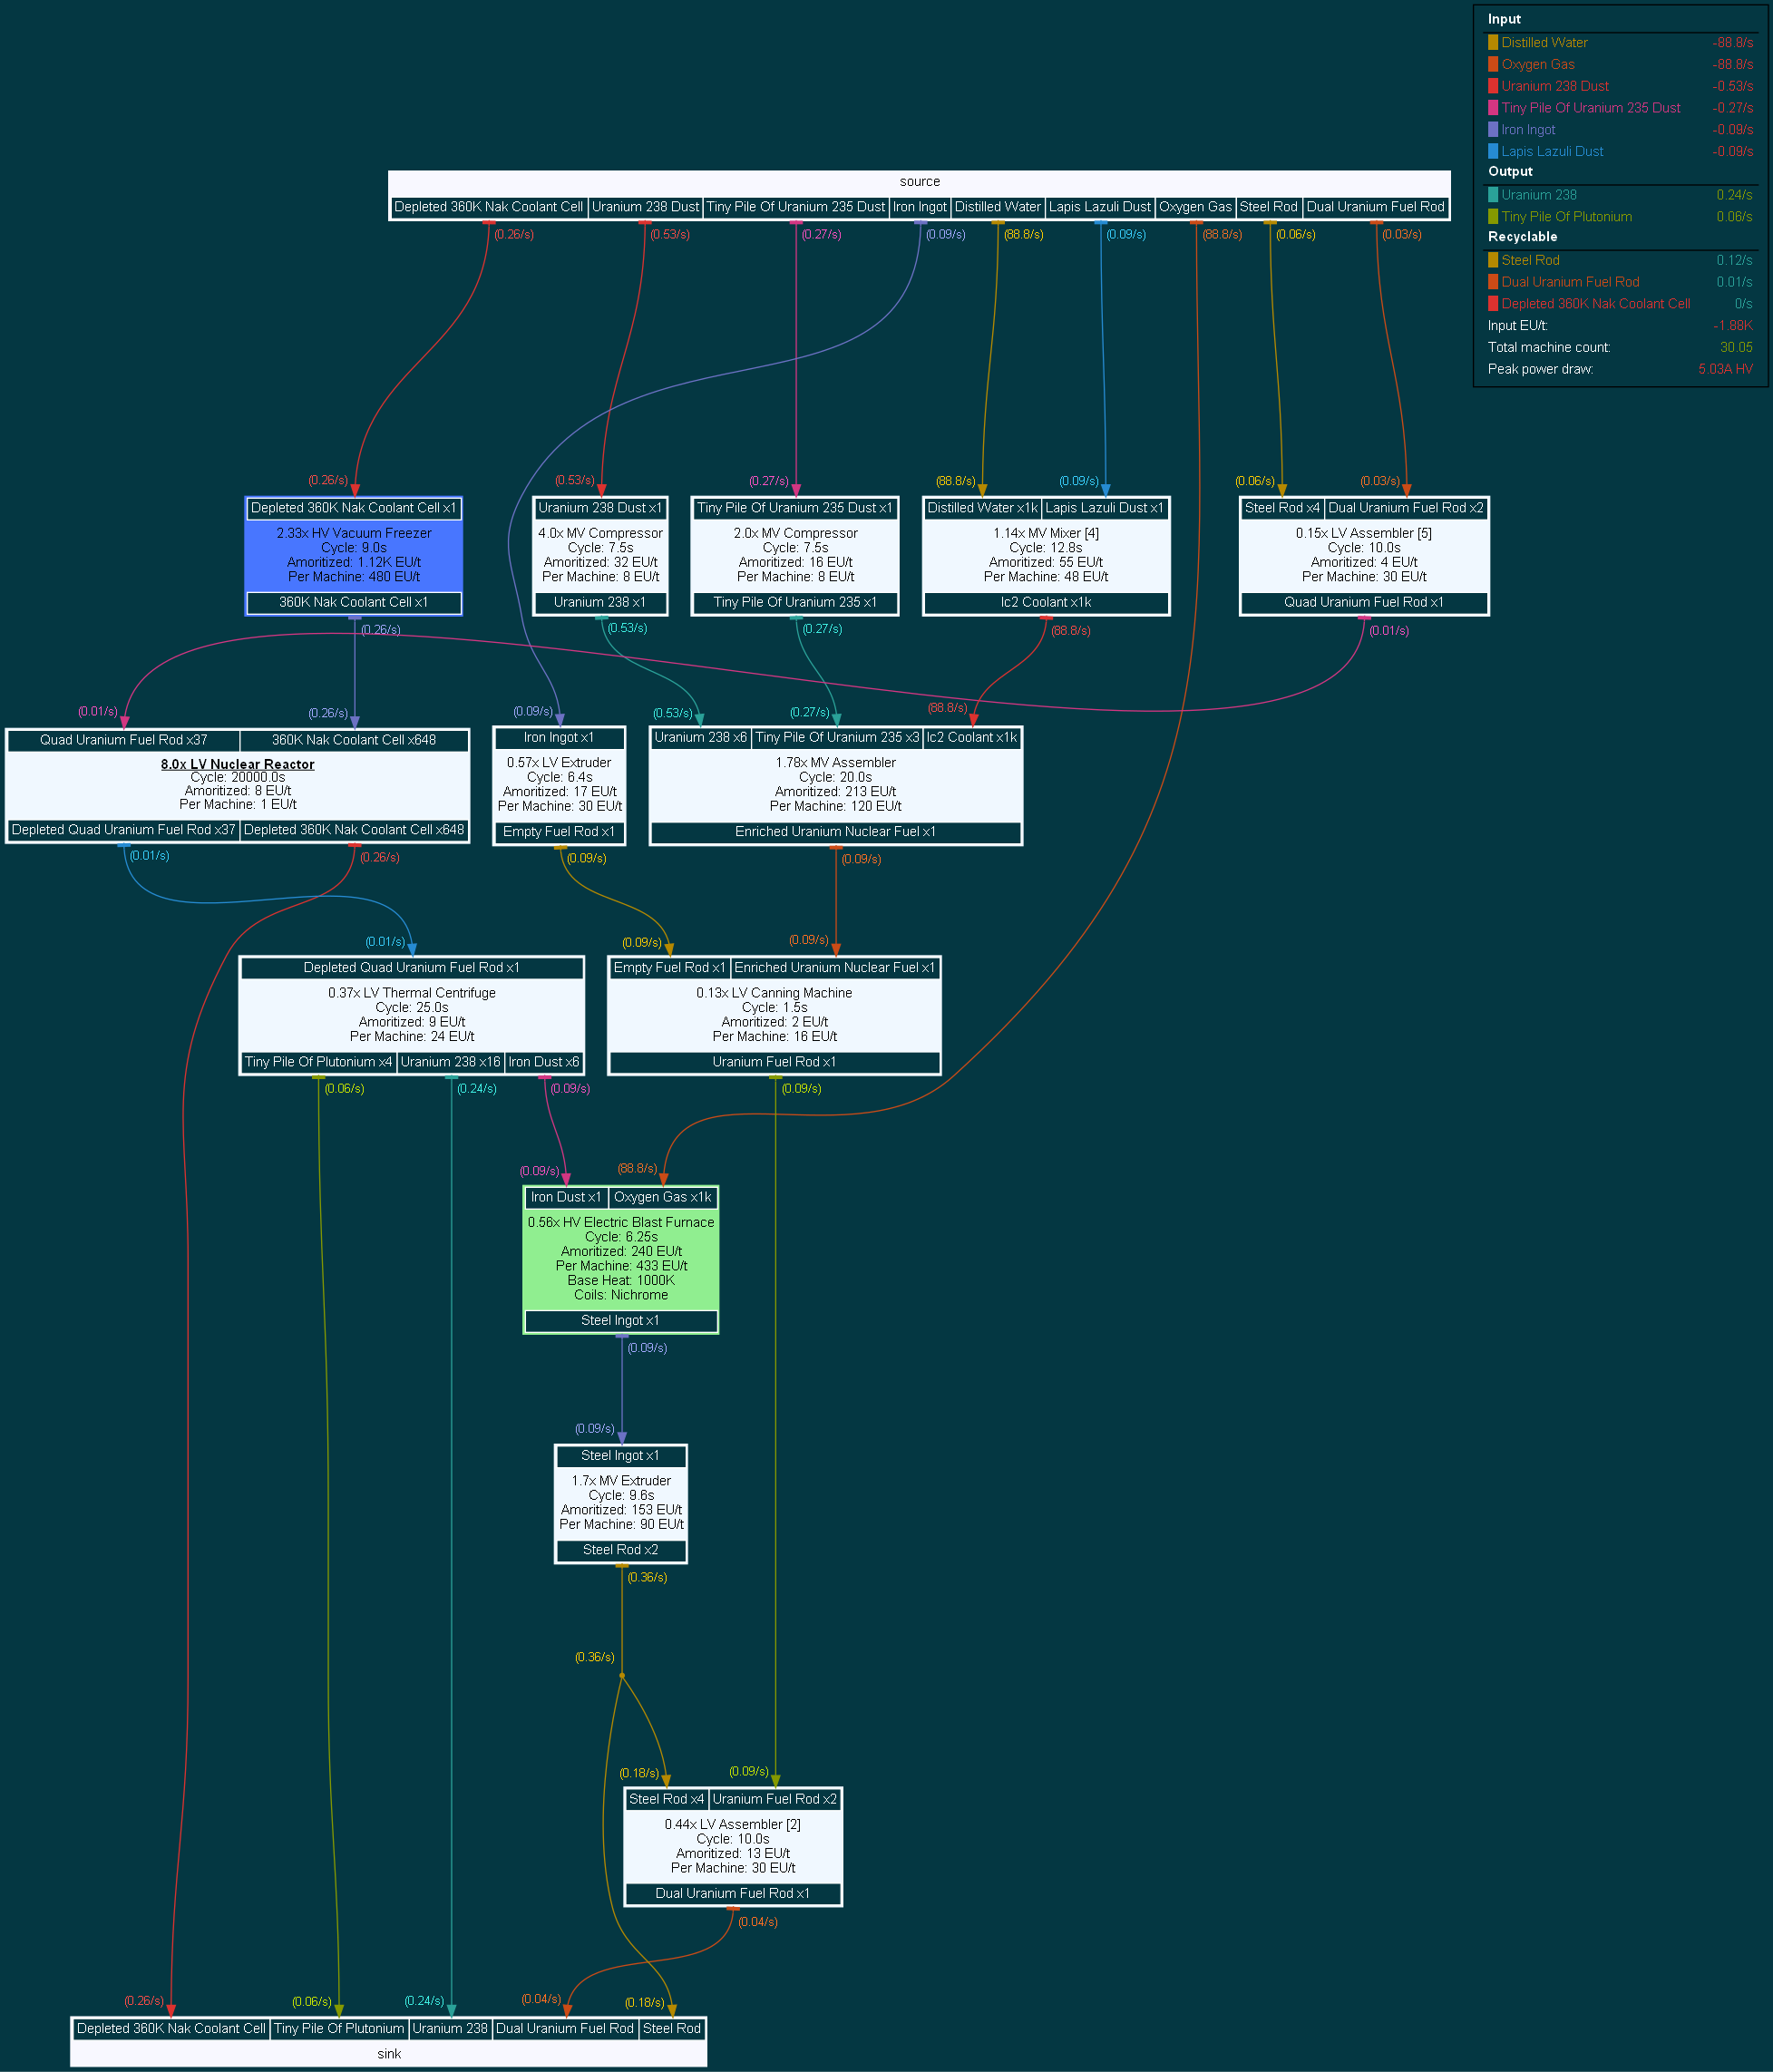 Input
Distilled Water -88.8/s
Oxygen Gas -88.8/s
Uranium 238 Dust -0.53/s
Tiny Pile Of Uranium 235 Dust -0.27/s
Iron Ingot -0.09/s
Lapis Lazuli Dust -0.09/s
Output
Uranium 238 0.24/s
Tiny Pile Of Plutonium 0.06/s
Recyclable
Steel Rod 0.12/s
Dual Uranium Fuel Rod 0.01/s
Depleted 360K Nak Coolant Cell 0/s
Input EU/t: -1.88K
Total machine count: 30.05
Peak power draw: 5.03A HV
source
Depleted 360K Nak Coolant Cell Uranium 238 Dust Tiny Pile Of Uranium 235 Dust Iron Ingot Distilled Water Lapis Lazuli Dust Oxygen Gas Steel Rod Dual Uranium Fuel Rod
(0.26/s) (0.53/s) (0.27/s) (0.09/s) (88.8/s) (0.09/s) (88.8/s) (0.06/s) (0.03/s)
(0.26/s) (0.53/s) (0.27/s) (88.8/s) (0.09/s) (0.06/s) (0.03/s)
Depleted 360K Nak Coolant Cell x1
2.33x HV Vacuum Freezer
Cycle: 9.0s
Amoritized: 1.12K EU/t
Per Machine: 480 EU/t
360K Nak Coolant Cell x1
(0.26/s)
Uranium 238 Dust x1
4.0x MV Compressor
Cycle: 7.5s
Amoritized: 32 EU/t
Per Machine: 8 EU/t
Uranium 238 x1
(0.53/s)
Tiny Pile Of Uranium 235 Dust x1
2.0x MV Compressor
Cycle: 7.5s
Amoritized: 16 EU/t
Per Machine: 8 EU/t
Tiny Pile Of Uranium 235 x1
(0.27/s)
Distilled Water x1k Lapis Lazuli Dust x1
1.14x MV Mixer [4]
Cycle: 12.8s
Amoritized: 55 EU/t
Per Machine: 48 EU/t
Ic2 Coolant x1k
(88.8/s)
Steel Rod x4 Dual Uranium Fuel Rod x2
0.15x LV Assembler [5]
Cycle: 10.0s
Amoritized: 4 EU/t
Per Machine: 30 EU/t
Quad Uranium Fuel Rod x1
(0.01/s)
(0.01/s) (0.26/s) (0.09/s) (0.53/s) (0.27/s) (88.8/s)
Quad Uranium Fuel Rod x37 360K Nak Coolant Cell x648
8.0x LV Nuclear Reactor
Cycle: 20000.0s
Amoritized: 8 EU/t
Per Machine: 1 EU/t
Depleted Quad Uranium Fuel Rod x37 Depleted 360K Nak Coolant Cell x648
(0.01/s) (0.26/s)
Iron Ingot x1
0.57x LV Extruder
Cycle: 6.4s
Amoritized: 17 EU/t
Per Machine: 30 EU/t
Empty Fuel Rod x1
(0.09/s)
Uranium 238 x6 Tiny Pile Of Uranium 235 x3 Ic2 Coolant x1k
1.78x MV Assembler
Cycle: 20.0s
Amoritized: 213 EU/t
Per Machine: 120 EU/t
Enriched Uranium Nuclear Fuel x1
(0.09/s)
(0.01/s) (0.09/s) (0.09/s)
Depleted Quad Uranium Fuel Rod x1
0.37x LV Thermal Centrifuge
Cycle: 25.0s
Amoritized: 9 EU/t
Per Machine: 24 EU/t
Tiny Pile Of Plutonium x4 Uranium 238 x16 Iron Dust x6
(0.06/s) (0.24/s) (0.09/s)
Empty Fuel Rod x1 Enriched Uranium Nuclear Fuel x1
0.13x LV Canning Machine
Cycle: 1.5s
Amoritized: 2 EU/t
Per Machine: 16 EU/t
Uranium Fuel Rod x1
(0.09/s)
(0.09/s) (88.8/s)
Iron Dust x1 Oxygen Gas x1k
0.56x HV Electric Blast Furnace
Cycle: 6.25s
Amoritized: 240 EU/t
Per Machine: 433 EU/t
Base Heat: 1000K
Coils: Nichrome
Steel Ingot x1
(0.09/s)
(0.09/s)
Steel Ingot x1
1.7x MV Extruder
Cycle: 9.6s
Amoritized: 153 EU/t
Per Machine: 90 EU/t
Steel Rod x2
(0.36/s)
(0.36/s)
(0.18/s) (0.09/s)
Steel Rod x4 Uranium Fuel Rod x2
0.44x LV Assembler [2]
Cycle: 10.0s
Amoritized: 13 EU/t
Per Machine: 30 EU/t
Dual Uranium Fuel Rod x1
(0.04/s)
(0.26/s) (0.06/s) (0.24/s) (0.04/s) (0.18/s)
Depleted 360K Nak Coolant Cell Tiny Pile Of Plutonium Uranium 238 Dual Uranium Fuel Rod Steel Rod
sink